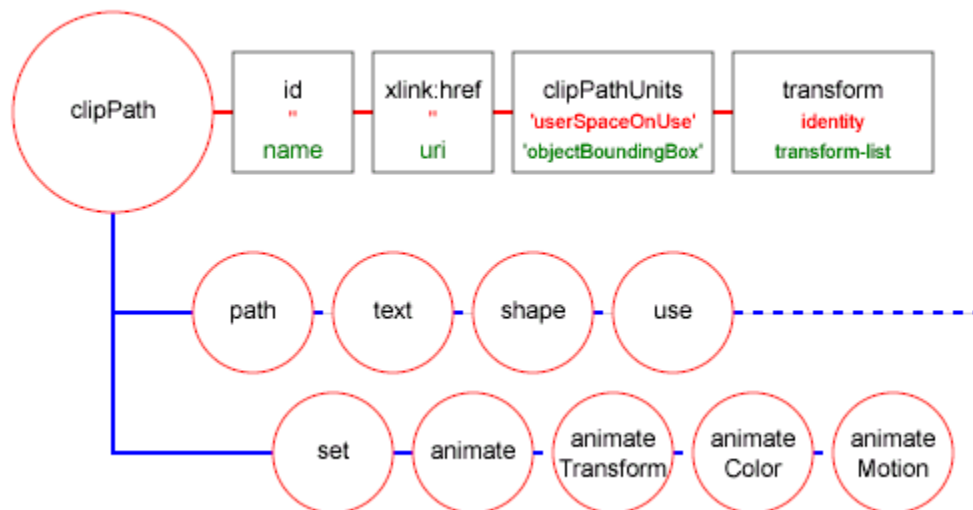 clipPath
id
"
name
xlink:href
"
uri
clipPathUnits
'userSpaceOnUse'
'objectBoundingBox'
transform
identity
transform-list
path
text
shape
use
set
animate
animate
Transform
animate
Color
animate
Motion